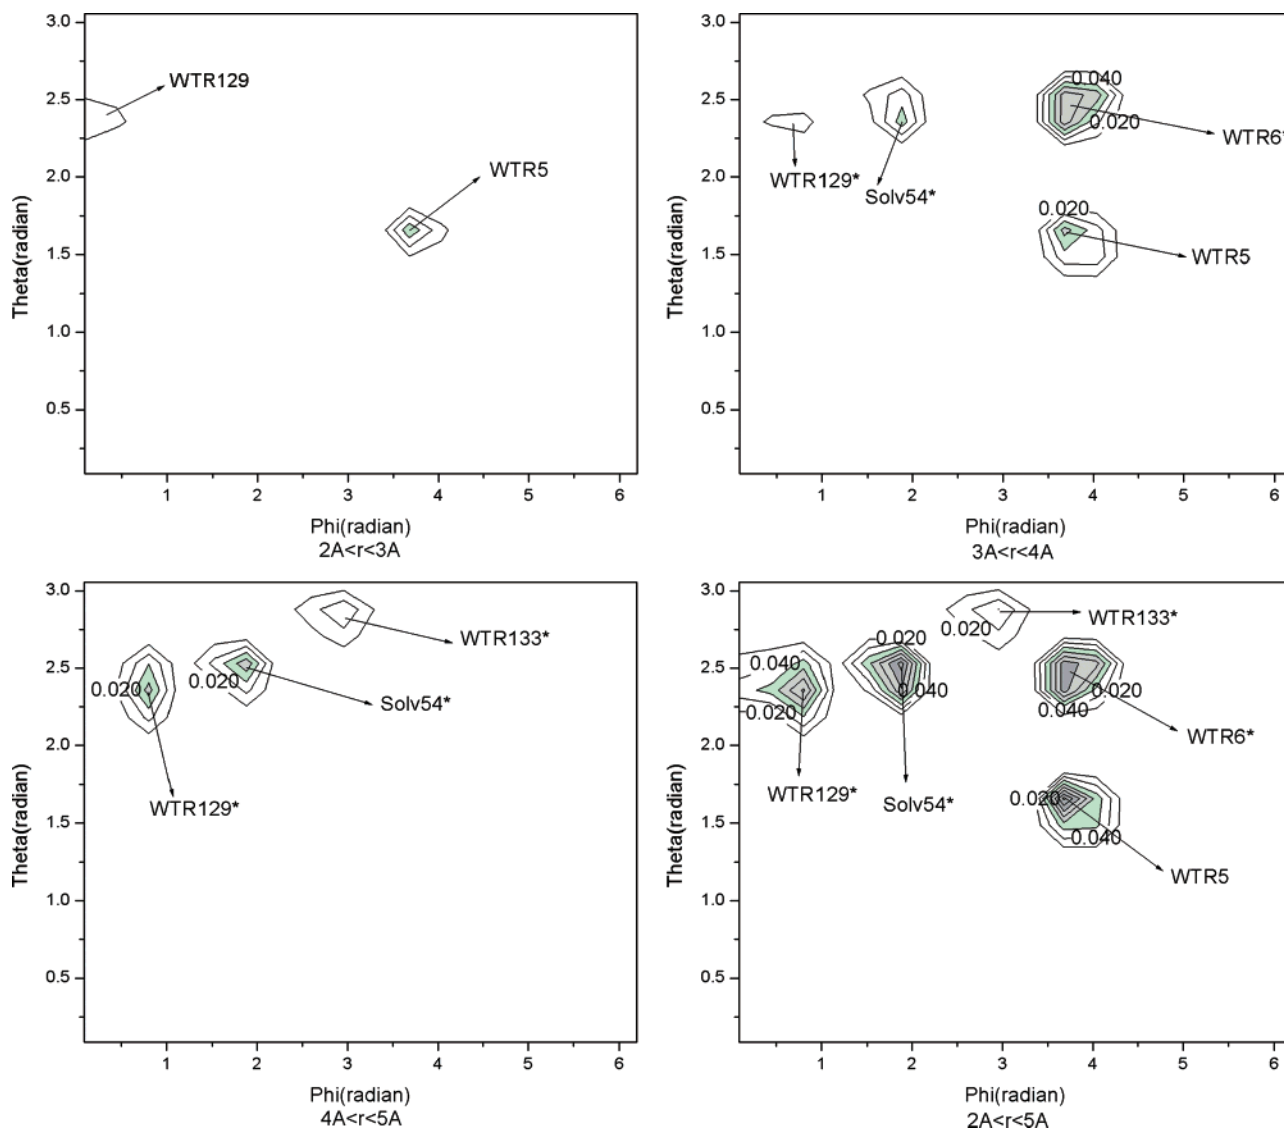 3.0
2.5
2.0
1.5
1.0
0.5
Theta(radian)
WTR129
WTR5
1 2 3 4 5 6
Phi(radian)
2A<r<3A
3.0
2.5
2.0
1.5
1.0
0.5
Theta(radian)
0.040
0.020
WTR6*
WTR129*
Solv54*
0.020
WTR5
1 2 3 4 5 6
Phi(radian)
3A<r<4A
3.0
2.5
2.0
1.5
1.0
0.5
Theta(radian)
WTR133*
0.020
0.020
Solv54*
WTR129*
1 2 3 4 5 6
Phi(radian)
4A<r<5A
3.0
2.5
2.0
1.5
1.0
0.5
Theta(radian)
WTR133*
0.020
0.020
0.040
0.040
0.020
0.020
0.040
WTR6*
WTR129*
Solv54*
0.020
0.040
WTR5
1 2 3 4 5 6
Phi(radian)
2A<r<5A